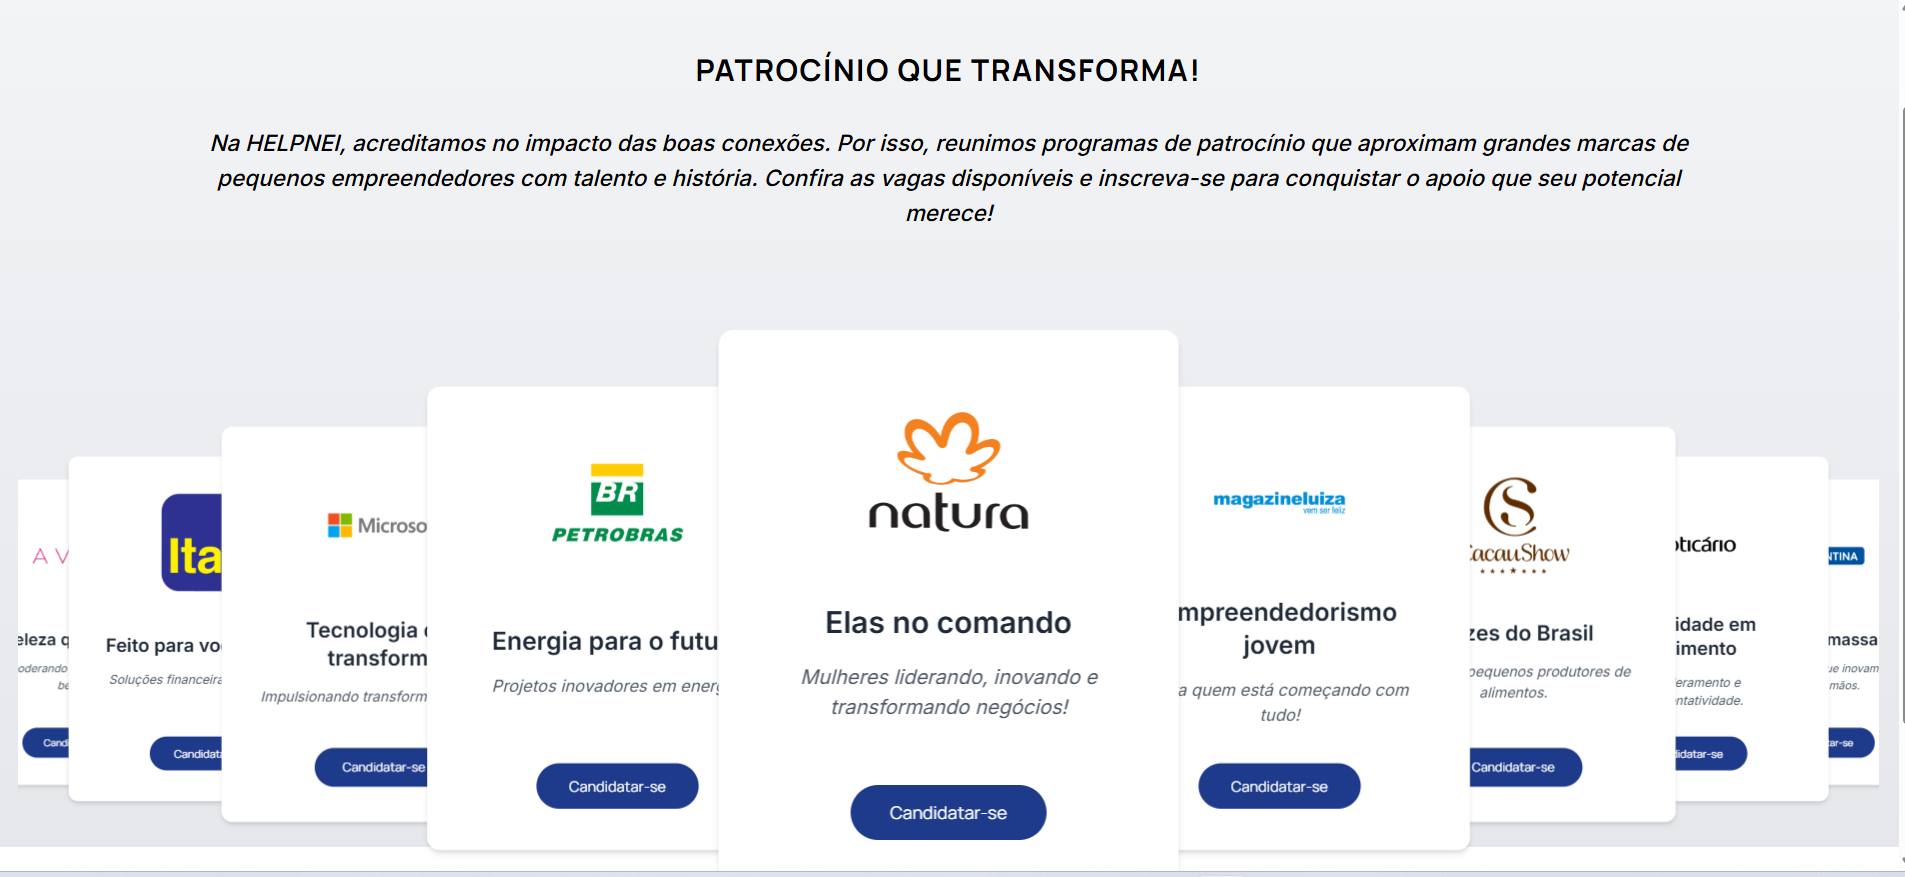 PATROCÍNIO QUE TRANSFORMA!
Na HELPNEI, acreditamos no impacto das boas conexões. Por isso, reunimos programas de patrocínio que aproximam grandes marcas de
pequenos empreendedores com talento e história. Confira as vagas disponíveis e inscreva-se para conquistar o apoio que seu potencial
merece!
A V
eleza q
oderando
be
Candi
Ita
Feito para vo
Soluções financeira
Candidata
Microso
Tecnologia
transform
Impulsionando transform
Candidatar-se
BR
PETROBRAS
Energia para o futu
Projetos inovadores em energ
Candidatar-se
natura
Elas no comando
Mulheres liderando, inovando e
transformando negócios!
Candidatar-se
magazineluiza
vem ser feliz
mpreendedorismo
jovem
a quem está começando com
tudo!
Candidatar-se
CacauShow
zes do Brasil
pequenos produtores de
alimentos.
Candidatar-se
oticário
idade em
imento
eramento e
ntatividade.
didatar-se
NTINA
massa
ue inovam
mãos.
tar-se